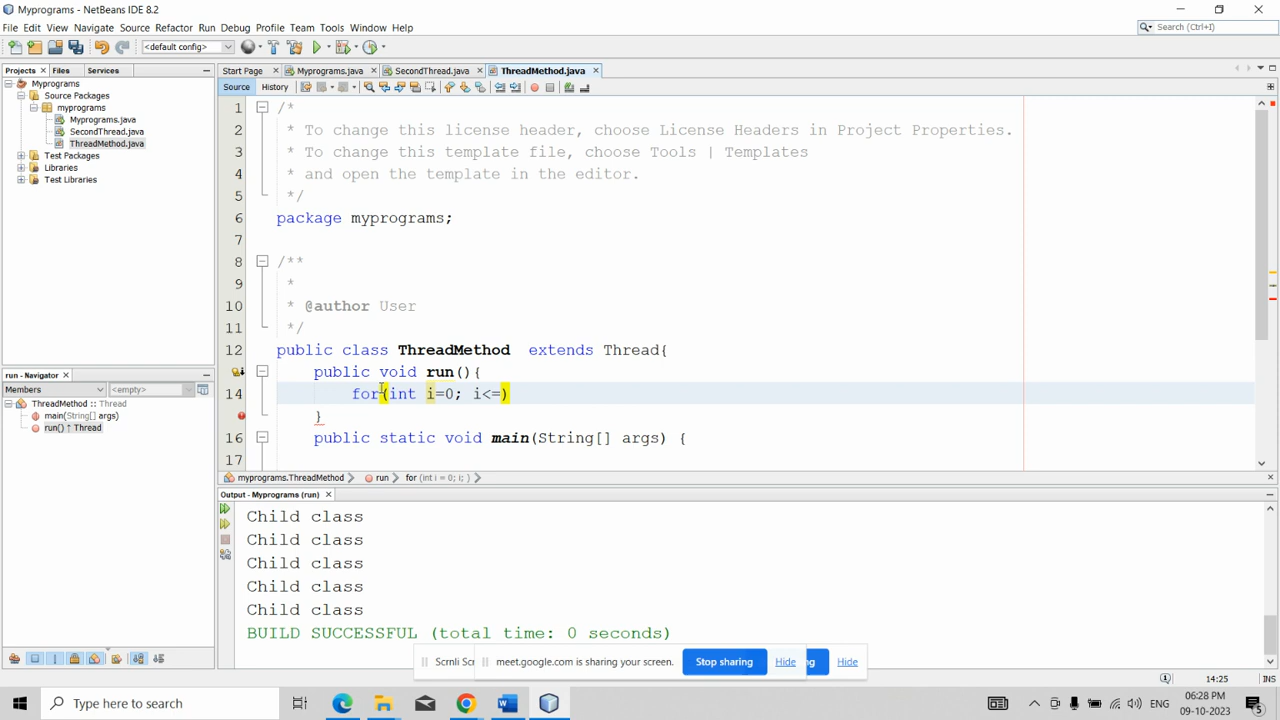 Myprograms - NetBeans IDE 8.2
File Edit View Navigate Source Refactor Run Debug Profile Team Tools Window Help
Search (Ctrl+I)
<default config>
Projects Files Services
Start Page Myprograms.java SecondThread.java ThreadMethod.java
Source History
Myprograms
Source Packages
myprograms
Myprograms.java
SecondThread.java
ThreadMethod.java
Test Packages
Libraries
Test Libraries
1 /*
2 * To change this license header, choose License Headers in Project Properties.
3 * To change this template file, choose Tools | Templates
4 * and open the template in the editor.
5 */
6 package myprograms;
7
8 /**
9 *
10 * @author User
11 */
12 public class ThreadMethod extends Thread{
public void run(){
14 for(int i=0; i<=)
}
16 public static void main(String[] args) {
17
run - Navigator
Members <empty>
ThreadMethod :: Thread
main(String[] args)
run() ↑ Thread
myprograms.ThreadMethod run for (int i = 0; i; )
Output - Myprograms (run)
Child class
Child class
Child class
Child class
Child class
BUILD SUCCESSFUL (total time: 0 seconds)
Scrnli Scr
meet.google.com is sharing your screen. Stop sharing Hide
ng Hide
14:25 INS
Type here to search
ENG
06:28 PM
09-10-2023
5